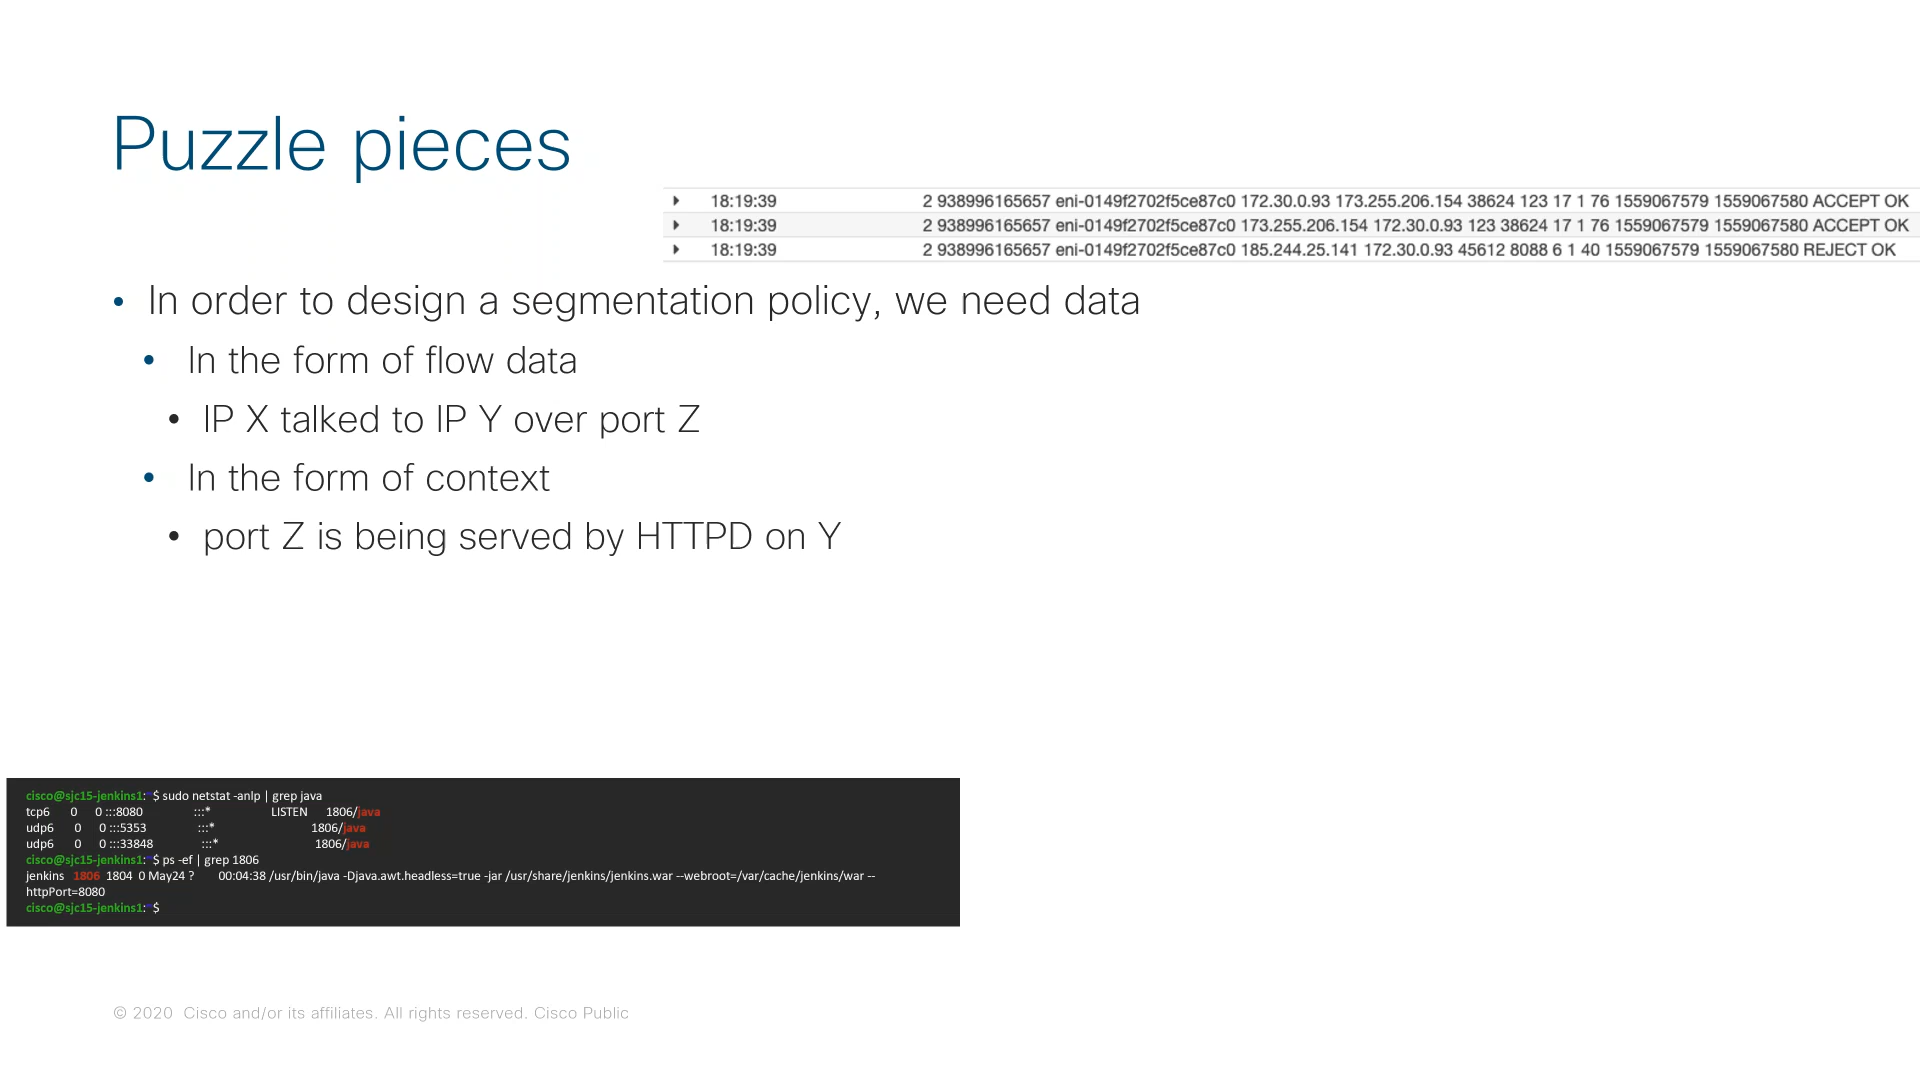 Puzzle pieces
18:19:39 2 938996165657 eni-0149f2702f5ce87c0 172.30.0.93 173.255.206.154 38624 123 17 1 76 1559067579 1559067580 ACCEPT OK
18:19:39 2 938996165657 eni-0149f2702f5ce87c0 173.255.206.154 172.30.0.93 123 38624 17 1 76 1559067579 1559067580 ACCEPT OK
18:19:39 2 938996165657 eni-0149f2702f5ce87c0 185.244.25.141 172.30.0.93 45612 8088 6 1 40 1559067579 1559067580 REJECT OK
• In order to design a segmentation policy, we need data
• In the form of flow data
• IP X talked to IP Y over port Z
• In the form of context
• port Z is being served by HTTPD on Y
cisco@sjc15-jenkins1:~$ sudo netstat -anlp | grep java
tcp6 0 0 :::8080 :::* LISTEN 1806/java
udp6 0 0 :::5353 :::* 1806/java
udp6 0 0 :::33848 :::* 1806/java
cisco@sjc15-jenkins1:~$ ps -ef | grep 1806
jenkins 1806 1804 0 May24 ? 00:04:38 /usr/bin/java -Djava.awt.headless=true -jar /usr/share/jenkins/jenkins.war --webroot=/var/cache/jenkins/war --
httpPort=8080
cisco@sjc15-jenkins1:~$
© 2020 Cisco and/or its affiliates. All rights reserved. Cisco Public